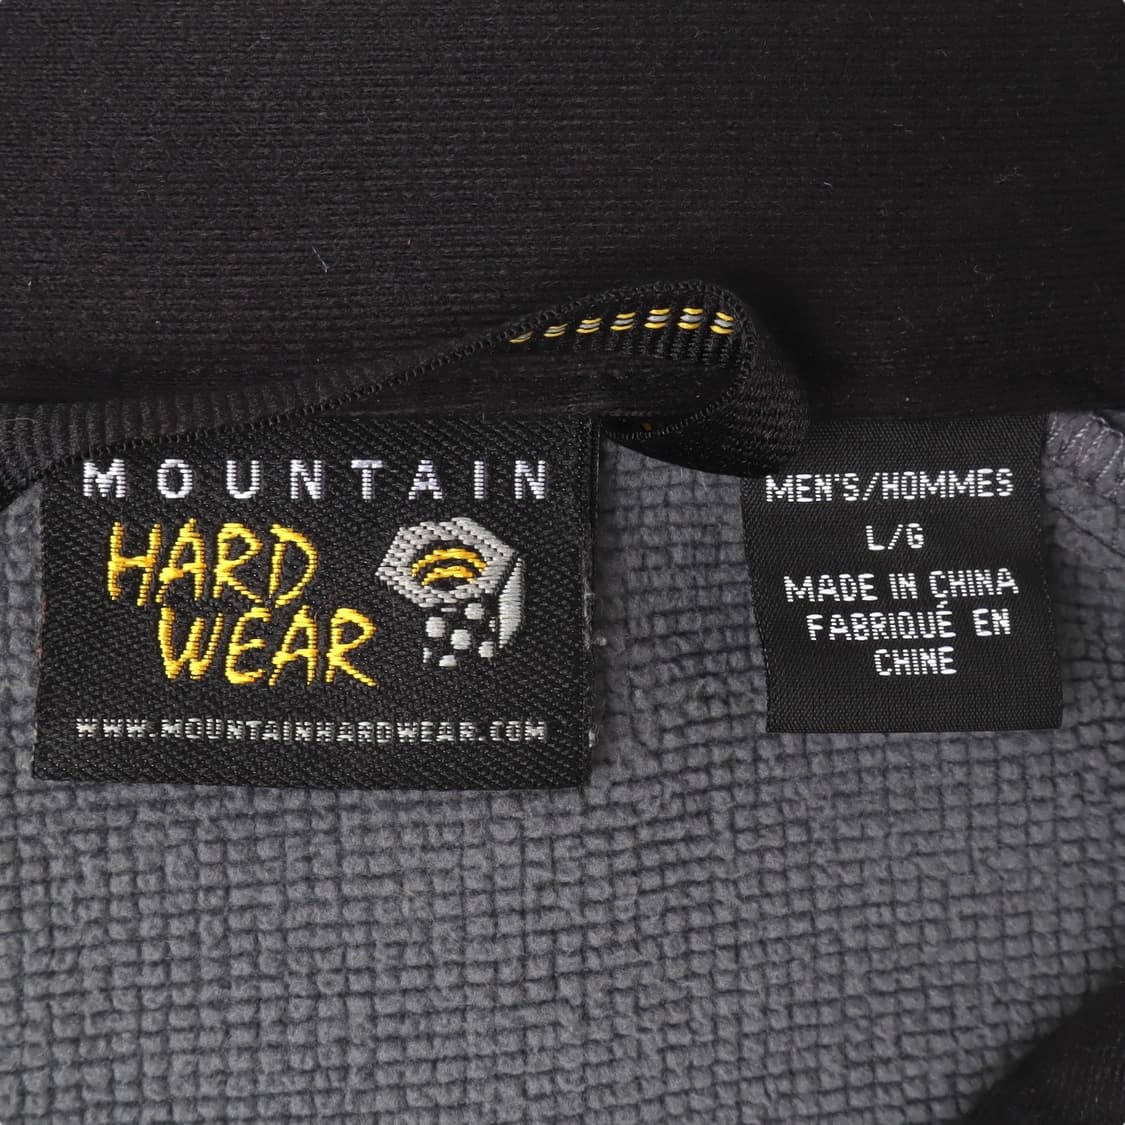 MOUNTAIN
HARD
WEAR
WWW.MOUNTAINHARDWEAR.COM
MEN'S/HOMMES
L/G
MADE IN CHINA
FABRIQUÉ EN
CHINE